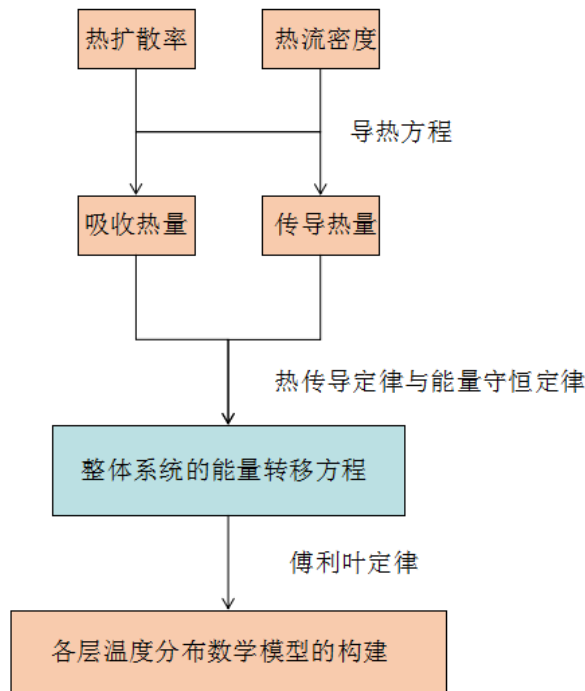 热扩散率
热流密度
导热方程
吸收热量
传导热量
热传导定律与能量守恒定律
整体系统的能量转移方程
傅利叶定律
各层温度分布数学模型的构建